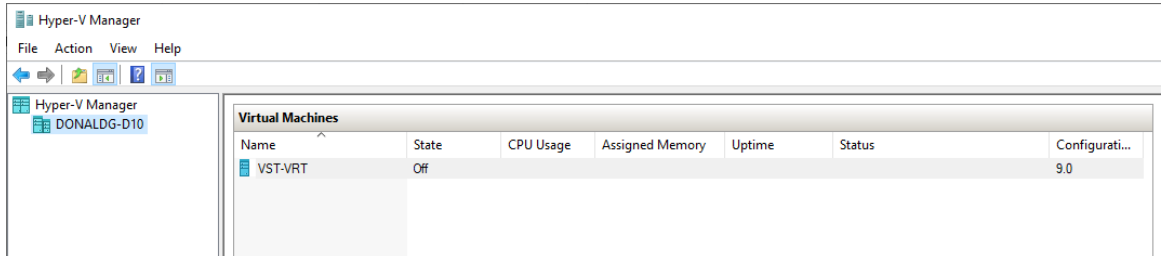 Hyper-V Manager
File Action View Help
Hyper-V Manager
DONALDG-D10
Virtual Machines
Name State CPU Usage Assigned Memory Uptime Status Configurati...
VST-VRT Off 9.0